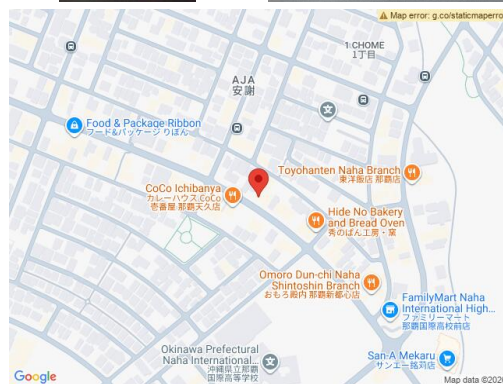 Map error: g.co/staticmaperro
1 CHOME
1丁目
AJA
安謝
Food & Package Ribbon
フード&パッケージ りぼん
Toyohanten Naha Branch
東洋飯店 那覇店
CoCo Ichibanya
カレーハウス CoCo
壱番屋 那覇天久店
Hide No Bakery
and Bread Oven
秀のぱん工房・窯
Omoro Dun-chi Naha
Shintoshin Branch
おもろ殿内 那覇新都心店
FamilyMart Naha
International High...
ファミリーマート
那覇国際高校前店
Okinawa Prefectural
Naha International...
沖縄県立那覇
国際高等学校
San-A Mekaru
サンエー銘苅店
Google
Map data ©2026